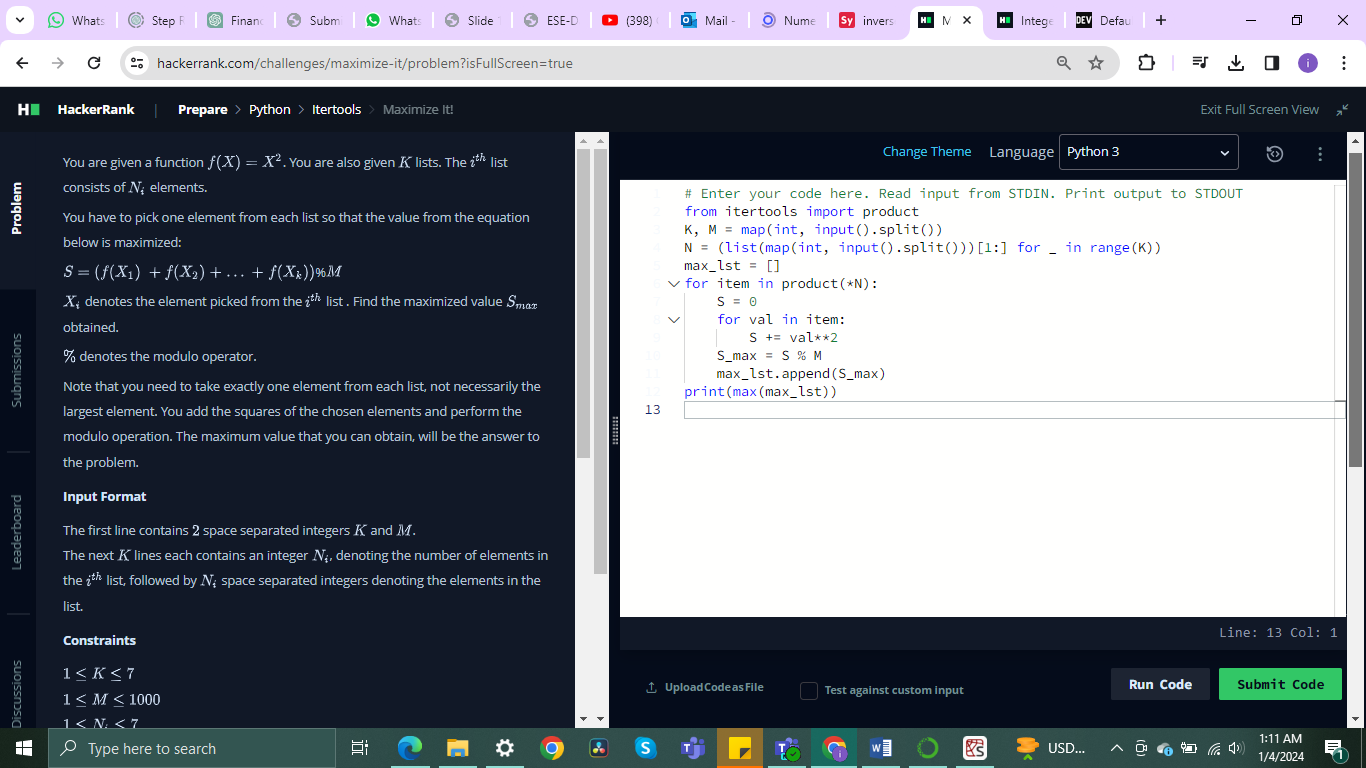 Whats
Step F
Financ
Subm
Whats
Slide
ESE-D
(398)
Mail -
Nume
Sy invers
M
Intege
DEV Defau
hackerrank.com/challenges/maximize-it/problem?isFullScreen=true
i
H HackerRank | Prepare > Python > Itertools > Maximize It! Exit Full Screen View
Problem
Submissions
Leaderboard
Discussions
You are given a function f(X) = X². You are also given K lists. The iᵗʰ list
consists of Nᵢ elements.
You have to pick one element from each list so that the value from the equation
below is maximized:
S = (f(X₁) + f(X₂) + ... + f(Xₖ))%M
Xᵢ denotes the element picked from the iᵗʰ list . Find the maximized value Sₘₐₓ
obtained.
% denotes the modulo operator.
Note that you need to take exactly one element from each list, not necessarily the
largest element. You add the squares of the chosen elements and perform the
modulo operation. The maximum value that you can obtain, will be the answer to
the problem.
Input Format
The first line contains 2 space separated integers K and M.
The next K lines each contains an integer Nᵢ, denoting the number of elements in
the iᵗʰ list, followed by Nᵢ space separated integers denoting the elements in the
list.
Constraints
1 ≤ K ≤ 7
1 ≤ M ≤ 1000
1 ≤ Nᵢ ≤ 7
Change Theme Language Python 3
# Enter your code here. Read input from STDIN. Print output to STDOUT
from itertools import product
K, M = map(int, input().split())
N = (list(map(int, input().split()))[1:] for _ in range(K))
max_lst = []
for item in product(*N):
    S = 0
    for val in item:
        S += val**2
    S_max = S % M
    max_lst.append(S_max)
print(max(max_lst))
13
Line: 13 Col: 1
Upload Code as File
Test against custom input
Run Code
Submit Code
Type here to search
USD...
1:11 AM
1/4/2024
1